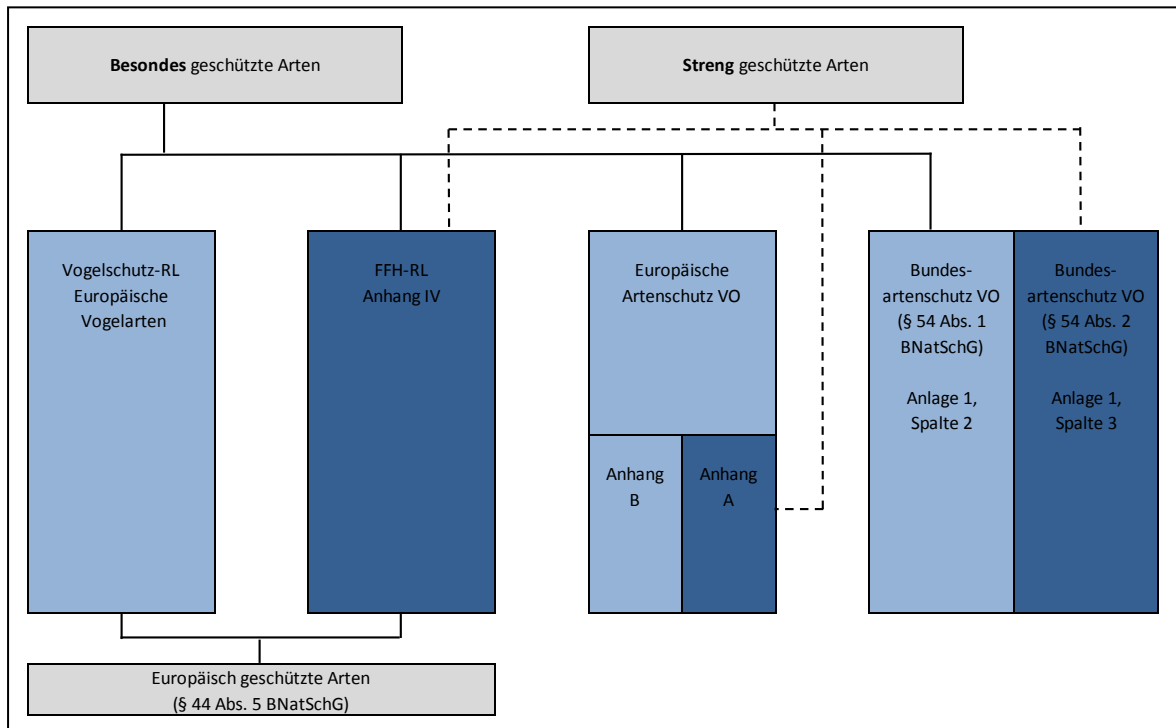 Besondes geschützte Arten
Streng geschützte Arten
Vogelschutz-RL
Europäische
Vogelarten
FFH-RL
Anhang IV
Europäische
Artenschutz VO
Anhang
B
Anhang
A
Bundes-
artenschutz VO
(§ 54 Abs. 1
BNatSchG)
Anlage 1,
Spalte 2
Bundes-
artenschutz VO
(§ 54 Abs. 2
BNatSchG)
Anlage 1,
Spalte 3
Europäisch geschützte Arten
(§ 44 Abs. 5 BNatSchG)